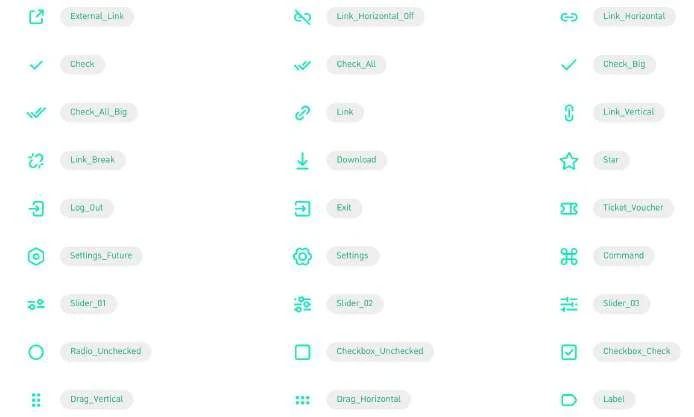 External_Link
Link_Horizontal_Off
Link_Horizontal
Check
Check_All
Check_Big
Check_All_Big
Link
Link_Vertical
Link_Break
Download
Star
Log_Out
Exit
Ticket_Voucher
Settings_Future
Settings
Command
Slider_01
Slider_02
Slider_03
Radio_Unchecked
Checkbox_Unchecked
Checkbox_Check
Drag_Vertical
Drag_Horizontal
Label